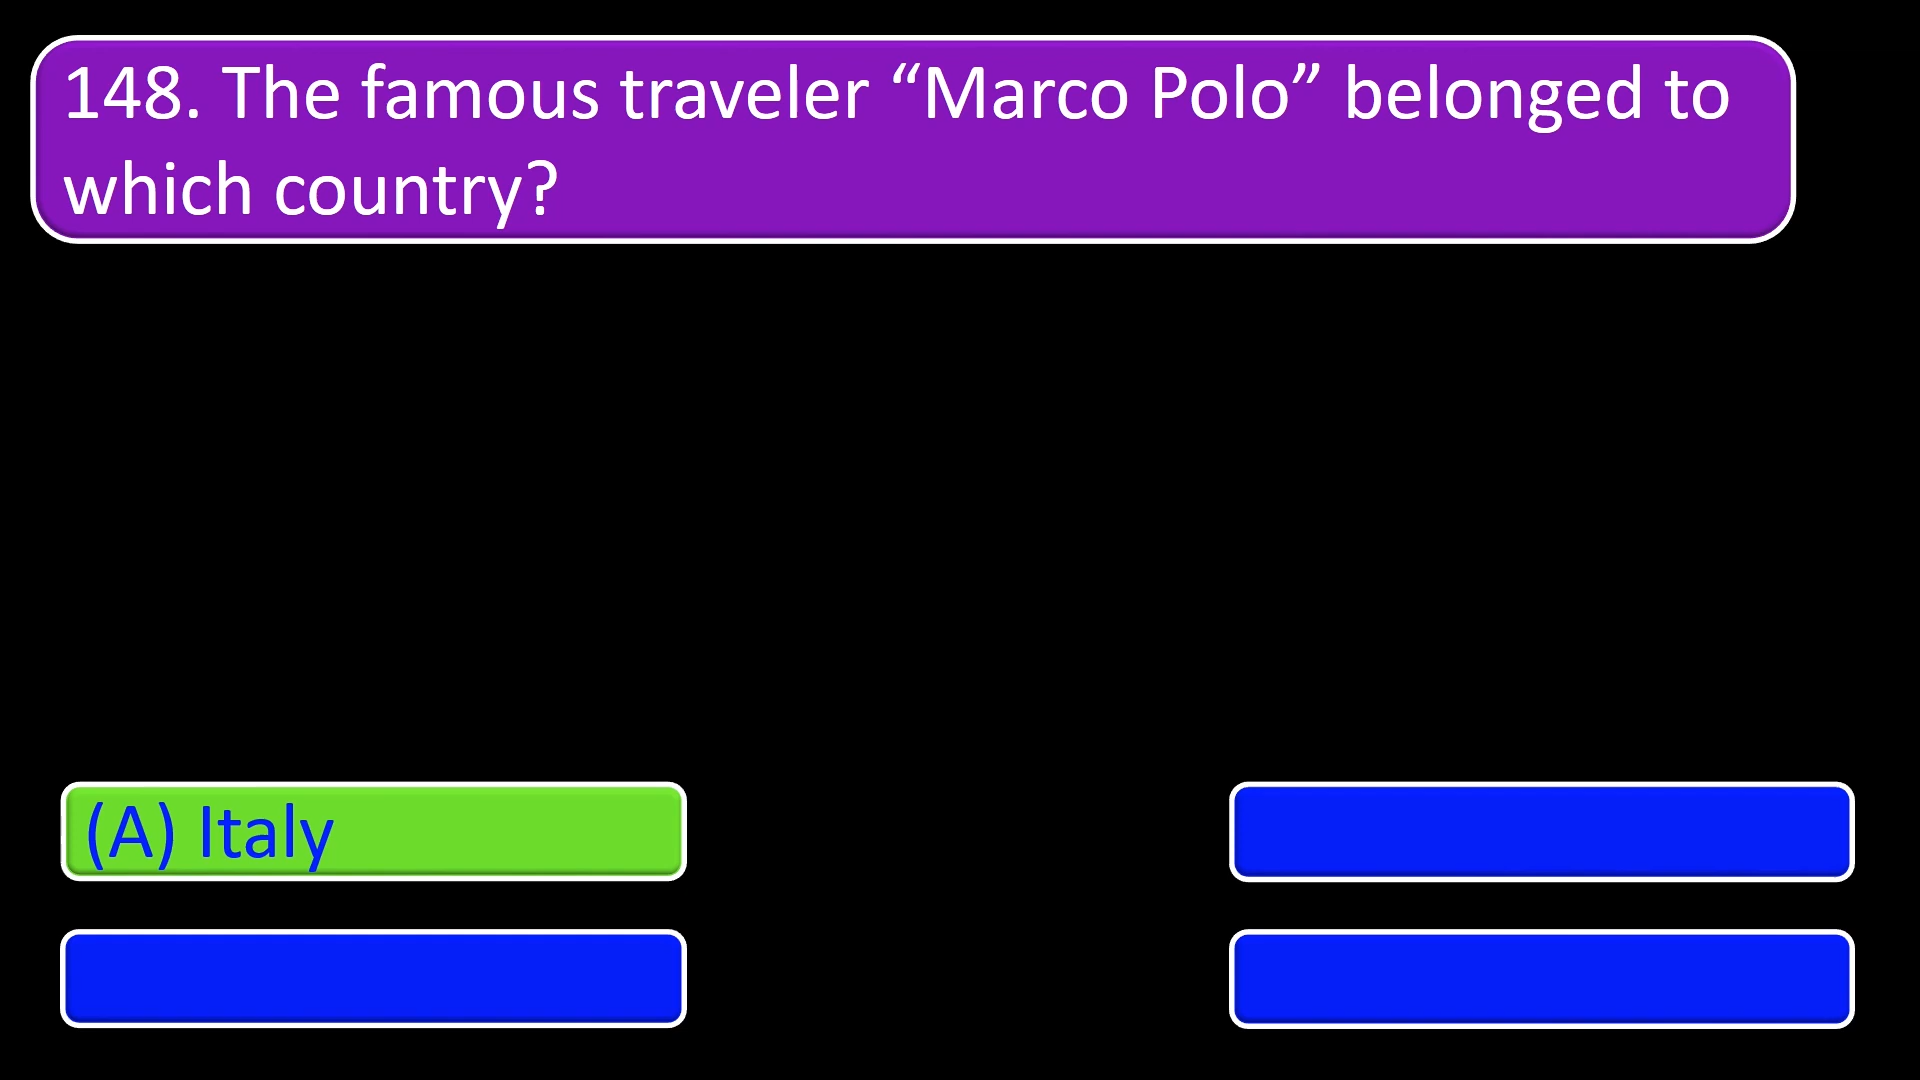 148. The famous traveler “Marco Polo” belonged to
which country?
(A) Italy